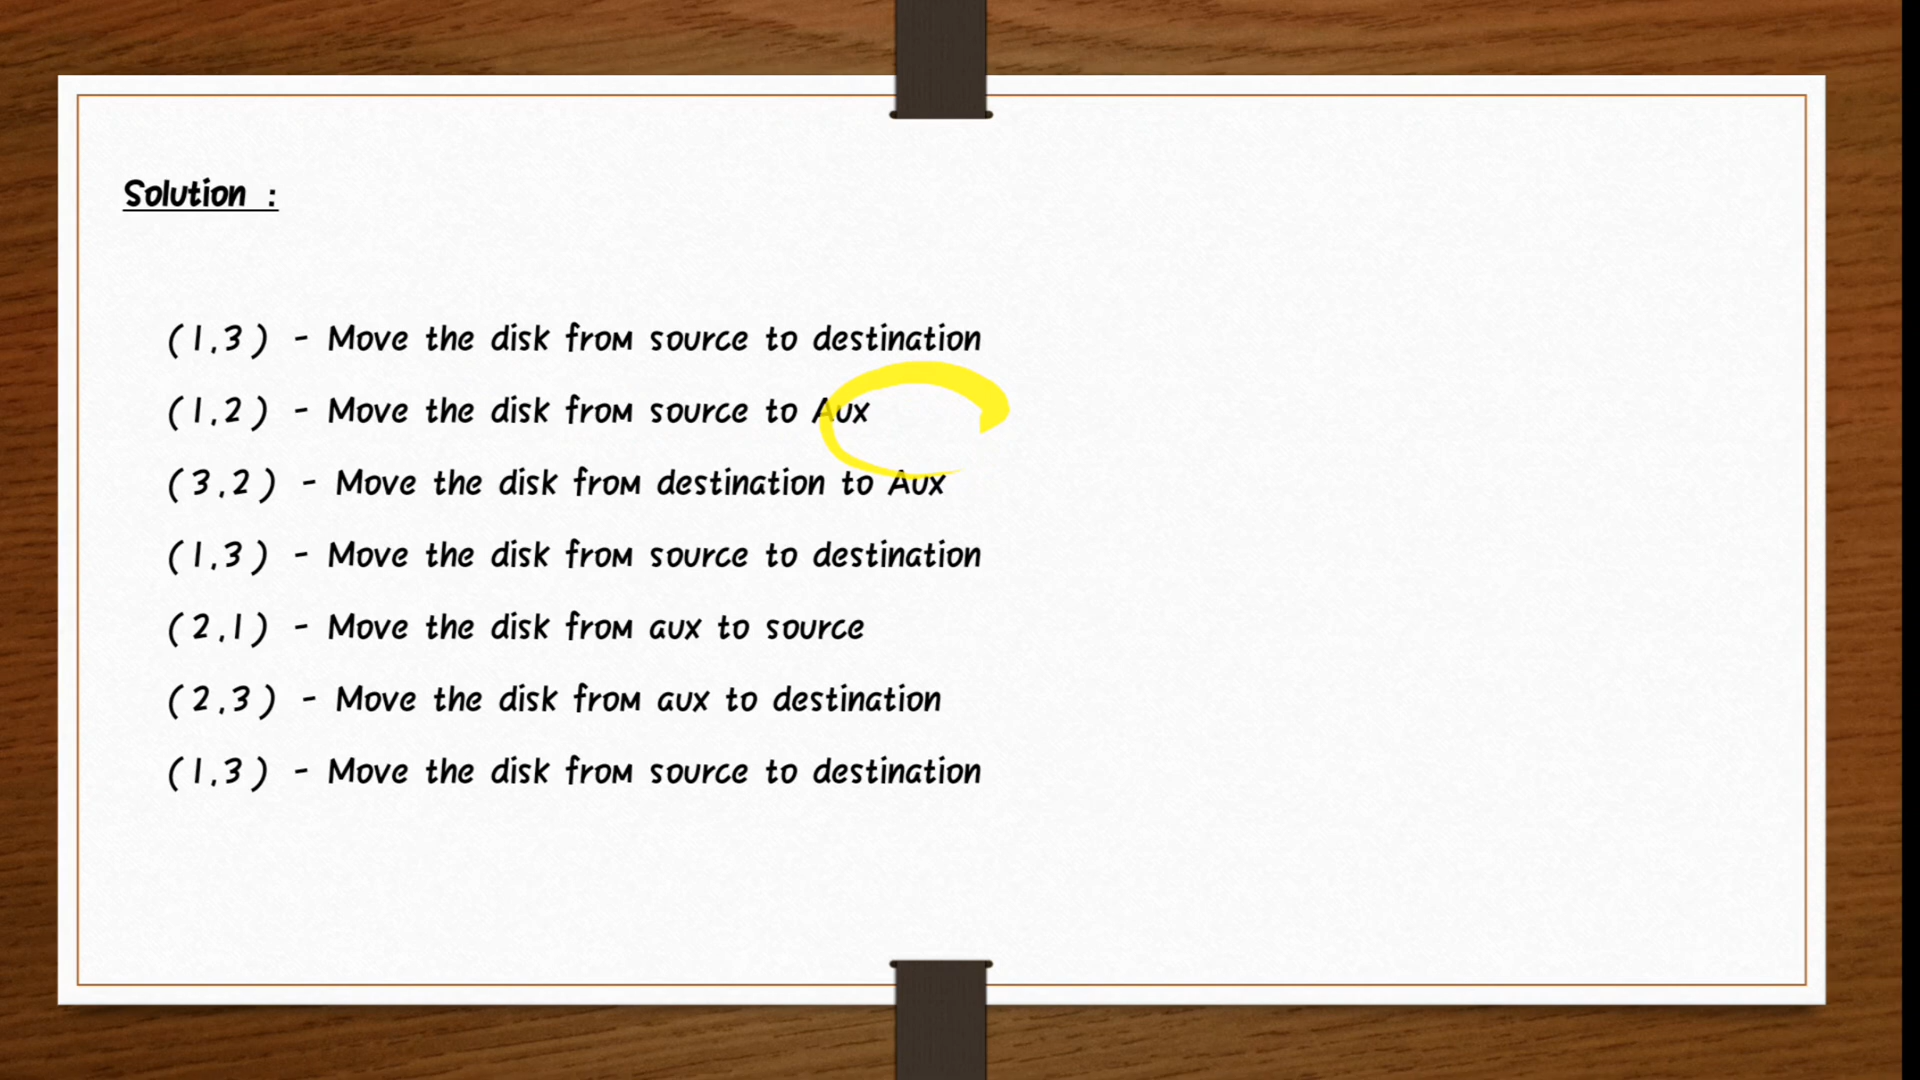 Solution :
(1,3) - Move the disk from source to destination
(1,2) - Move the disk from source to Aux
(3,2) - Move the disk from destination to Aux
(1,3) - Move the disk from source to destination
(2,1) - Move the disk from aux to source
(2,3) - Move the disk from aux to destination
(1,3) - Move the disk from source to destination